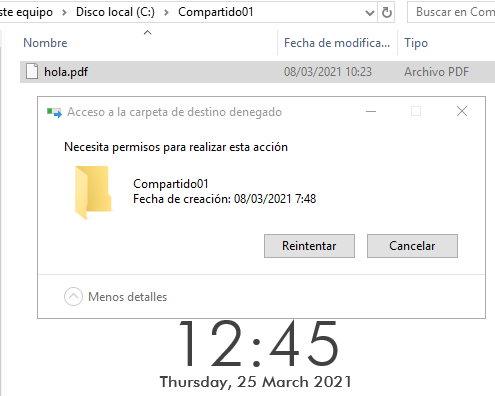 ste equipo > Disco local (C:) > Compartido01
Buscar en Com
Nombre Fecha de modifica... Tipo
hola.pdf 08/03/2021 10:23 Archivo PDF
Acceso a la carpeta de destino denegado
Necesita permisos para realizar esta acción
Compartido01
Fecha de creación: 08/03/2021 7:48
Reintentar Cancelar
Menos detalles
12:45
Thursday, 25 March 2021